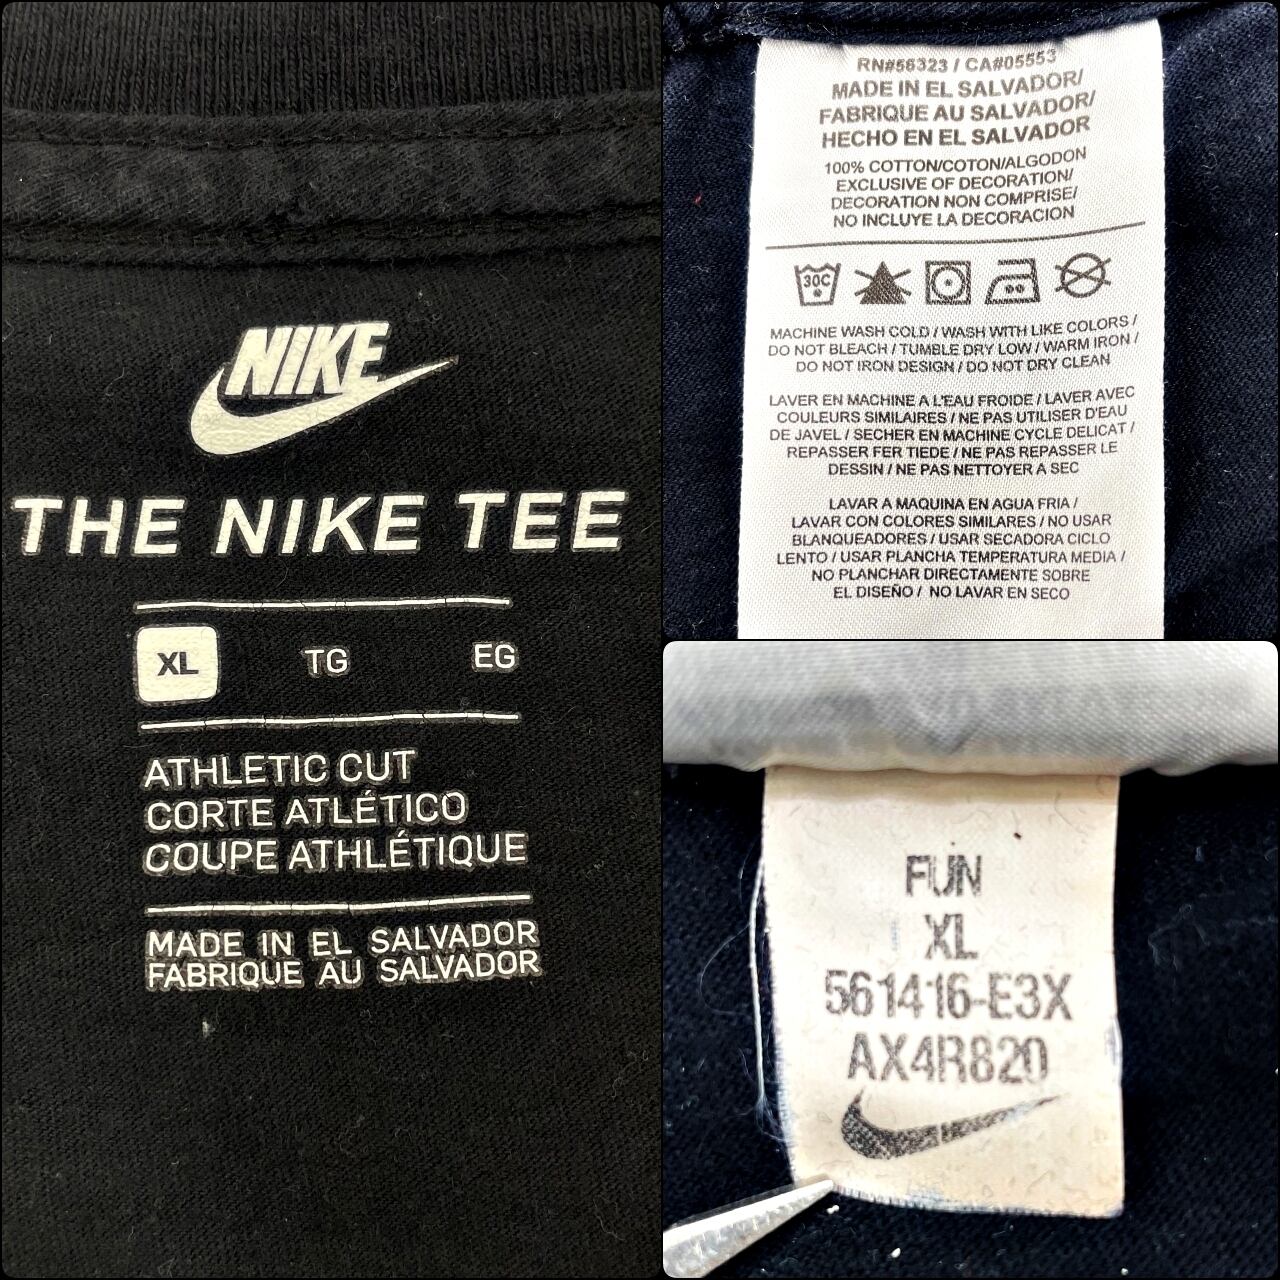 NIKE
THE NIKE TEE
XL TG EG
ATHLETIC CUT
CORTE ATLÉTICO
COUPE ATHLÉTIQUE
MADE IN EL SALVADOR
FABRIQUE AU SALVADOR
RN#56323 / CA#05553
MADE IN EL SALVADOR/
FABRIQUE AU SALVADOR/
HECHO EN EL SALVADOR
100% COTTON/COTON/ALGODON
EXCLUSIVE OF DECORATION/
DECORATION NON COMPRISE/
NO INCLUYE LA DECORACION
30C
MACHINE WASH COLD / WASH WITH LIKE COLORS /
DO NOT BLEACH / TUMBLE DRY LOW / WARM IRON /
DO NOT IRON DESIGN / DO NOT DRY CLEAN
LAVER EN MACHINE A L'EAU FROIDE / LAVER AVEC
COULEURS SIMILAIRES / NE PAS UTILISER D'EAU
DE JAVEL / SECHER EN MACHINE CYCLE DELICAT /
REPASSER FER TIEDE / NE PAS REPASSER LE
DESSIN / NE PAS NETTOYER A SEC
LAVAR A MAQUINA EN AGUA FRIA /
LAVAR CON COLORES SIMILARES / NO USAR
BLANQUEADORES / USAR SECADORA CICLO
LENTO / USAR PLANCHA TEMPERATURA MEDIA /
NO PLANCHAR DIRECTAMENTE SOBRE
EL DISEÑO / NO LAVAR EN SECO
FUN
XL
561416-E3X
AX4R820